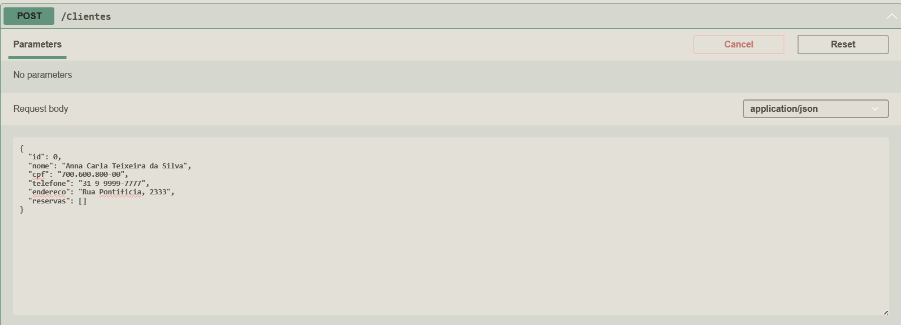 POST /Clientes
Parameters Cancel Reset
No parameters
Request body application/json
{
"id": 0,
"nome": "Anna Carla Teixeira da Silva",
"cpf": "700.600.800-00",
"telefone": "31 9 9999-7777",
"endereco": "Rua Pontificia, 2333",
"reservas": []
}